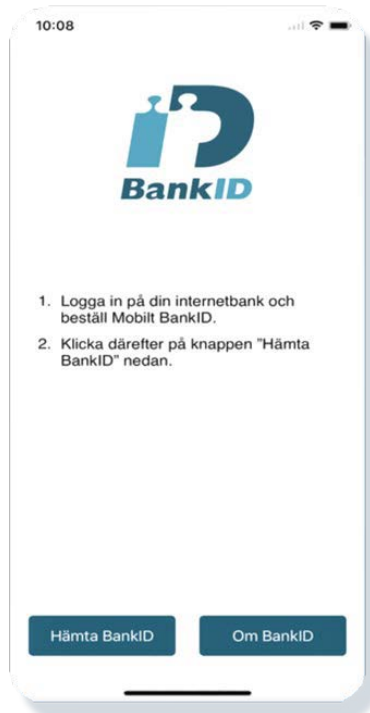 10:08
BankID
1. Logga in på din internetbank och
beställ Mobilt BankID.
2. Klicka därefter på knappen ”Hämta
BankID” nedan.
Hämta BankID
Om BankID